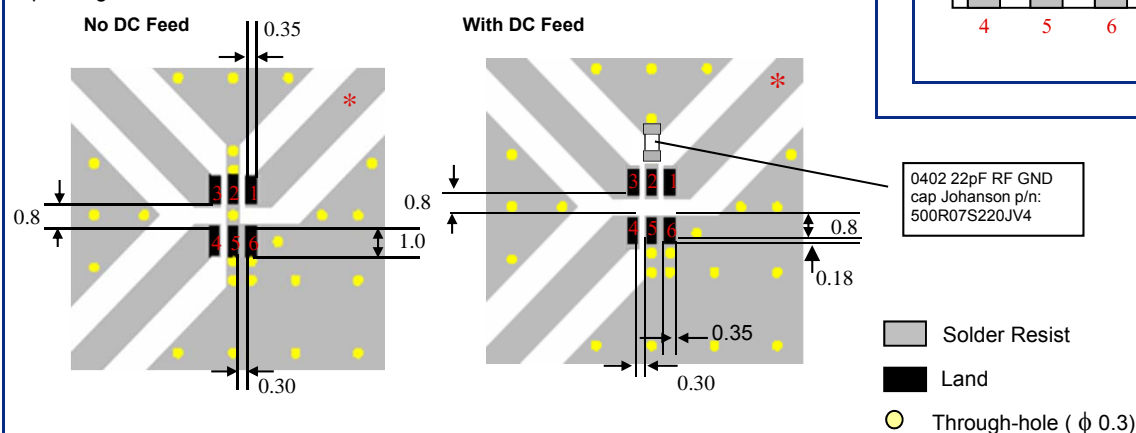 No DC Feed
0.35
*
3 2 1
0.8
4 5 6
1.0
0.30
With DC Feed
*
3 2 1
0.8
4 5 6
0.8
0.18
0.35
0.30
4 5 6
0402 22pF RF GND
cap Johanson p/n:
500R07S220JV4
Solder Resist
Land
Through-hole ( ϕ 0.3)